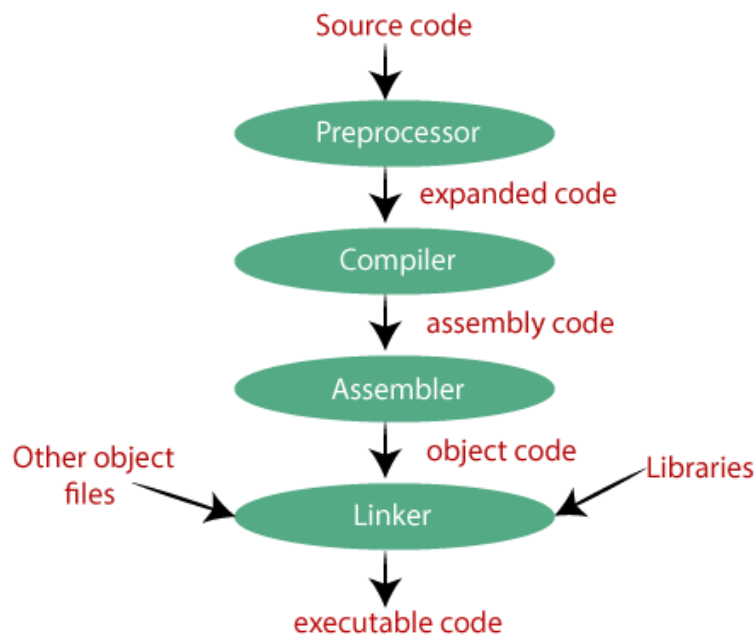 Source code
Preprocessor
expanded code
Compiler
assembly code
Assembler
object code
Other object
files
Libraries
Linker
executable code